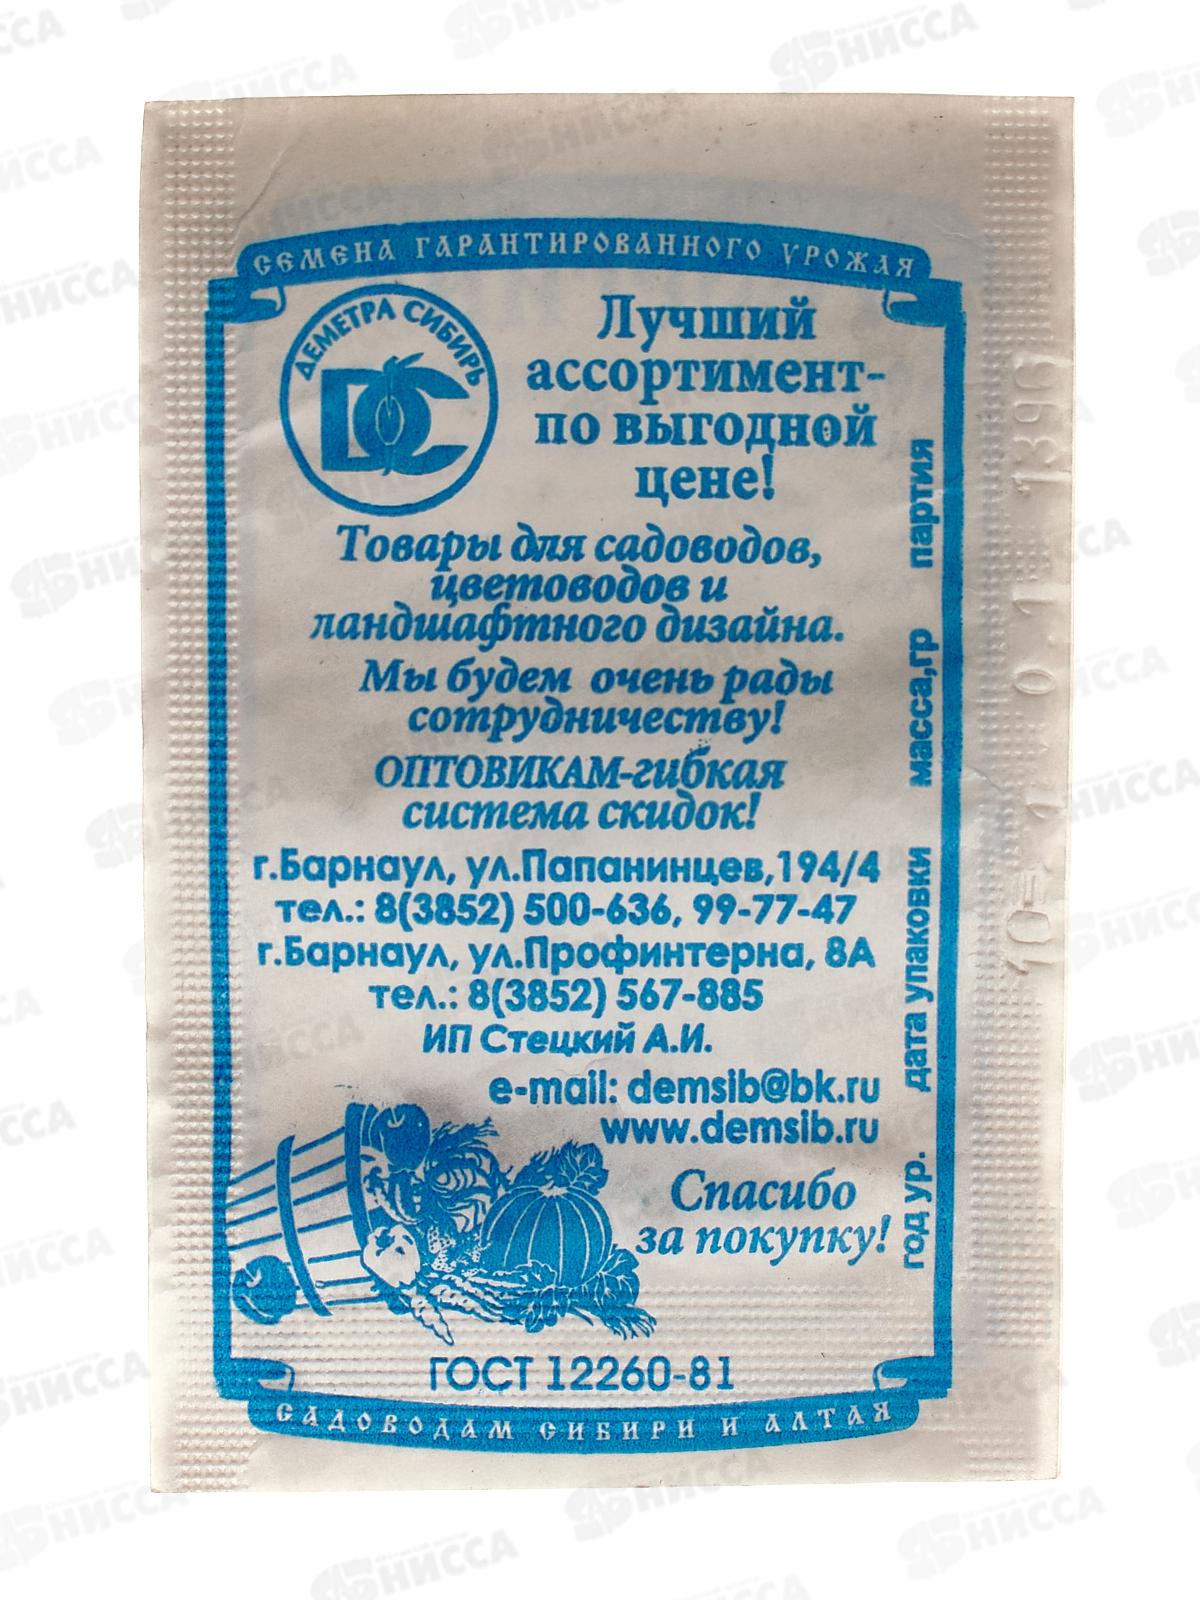 СЕМЕНА ГАРАНТИРОВАННОГО УРОЖАЯ
ДЕМЕТРА СИБИРЬ
DC
Лучший
ассортимент-
по выгодной
цене!
Товары для садоводов,
цветоводов и
ландшафтного дизайна.
Мы будем очень рады
сотрудничеству!
ОПТОВИКАМ-гибкая
система скидок!
г.Барнаул, ул.Папанинцев,194/4
тел.: 8(3852) 500-636, 99-77-47
г.Барнаул, ул.Профинтерна, 8А
тел.: 8(3852) 567-885
ИП Стецкий А.И.
e-mail: demsib@bk.ru
www.demsib.ru
Спасибо
за покупку!
год ур. дата упаковки масса,гр партия
ГОСТ 12260-81
САДОВОДАМ СИБИРИ И АЛТАЯ
НИССА